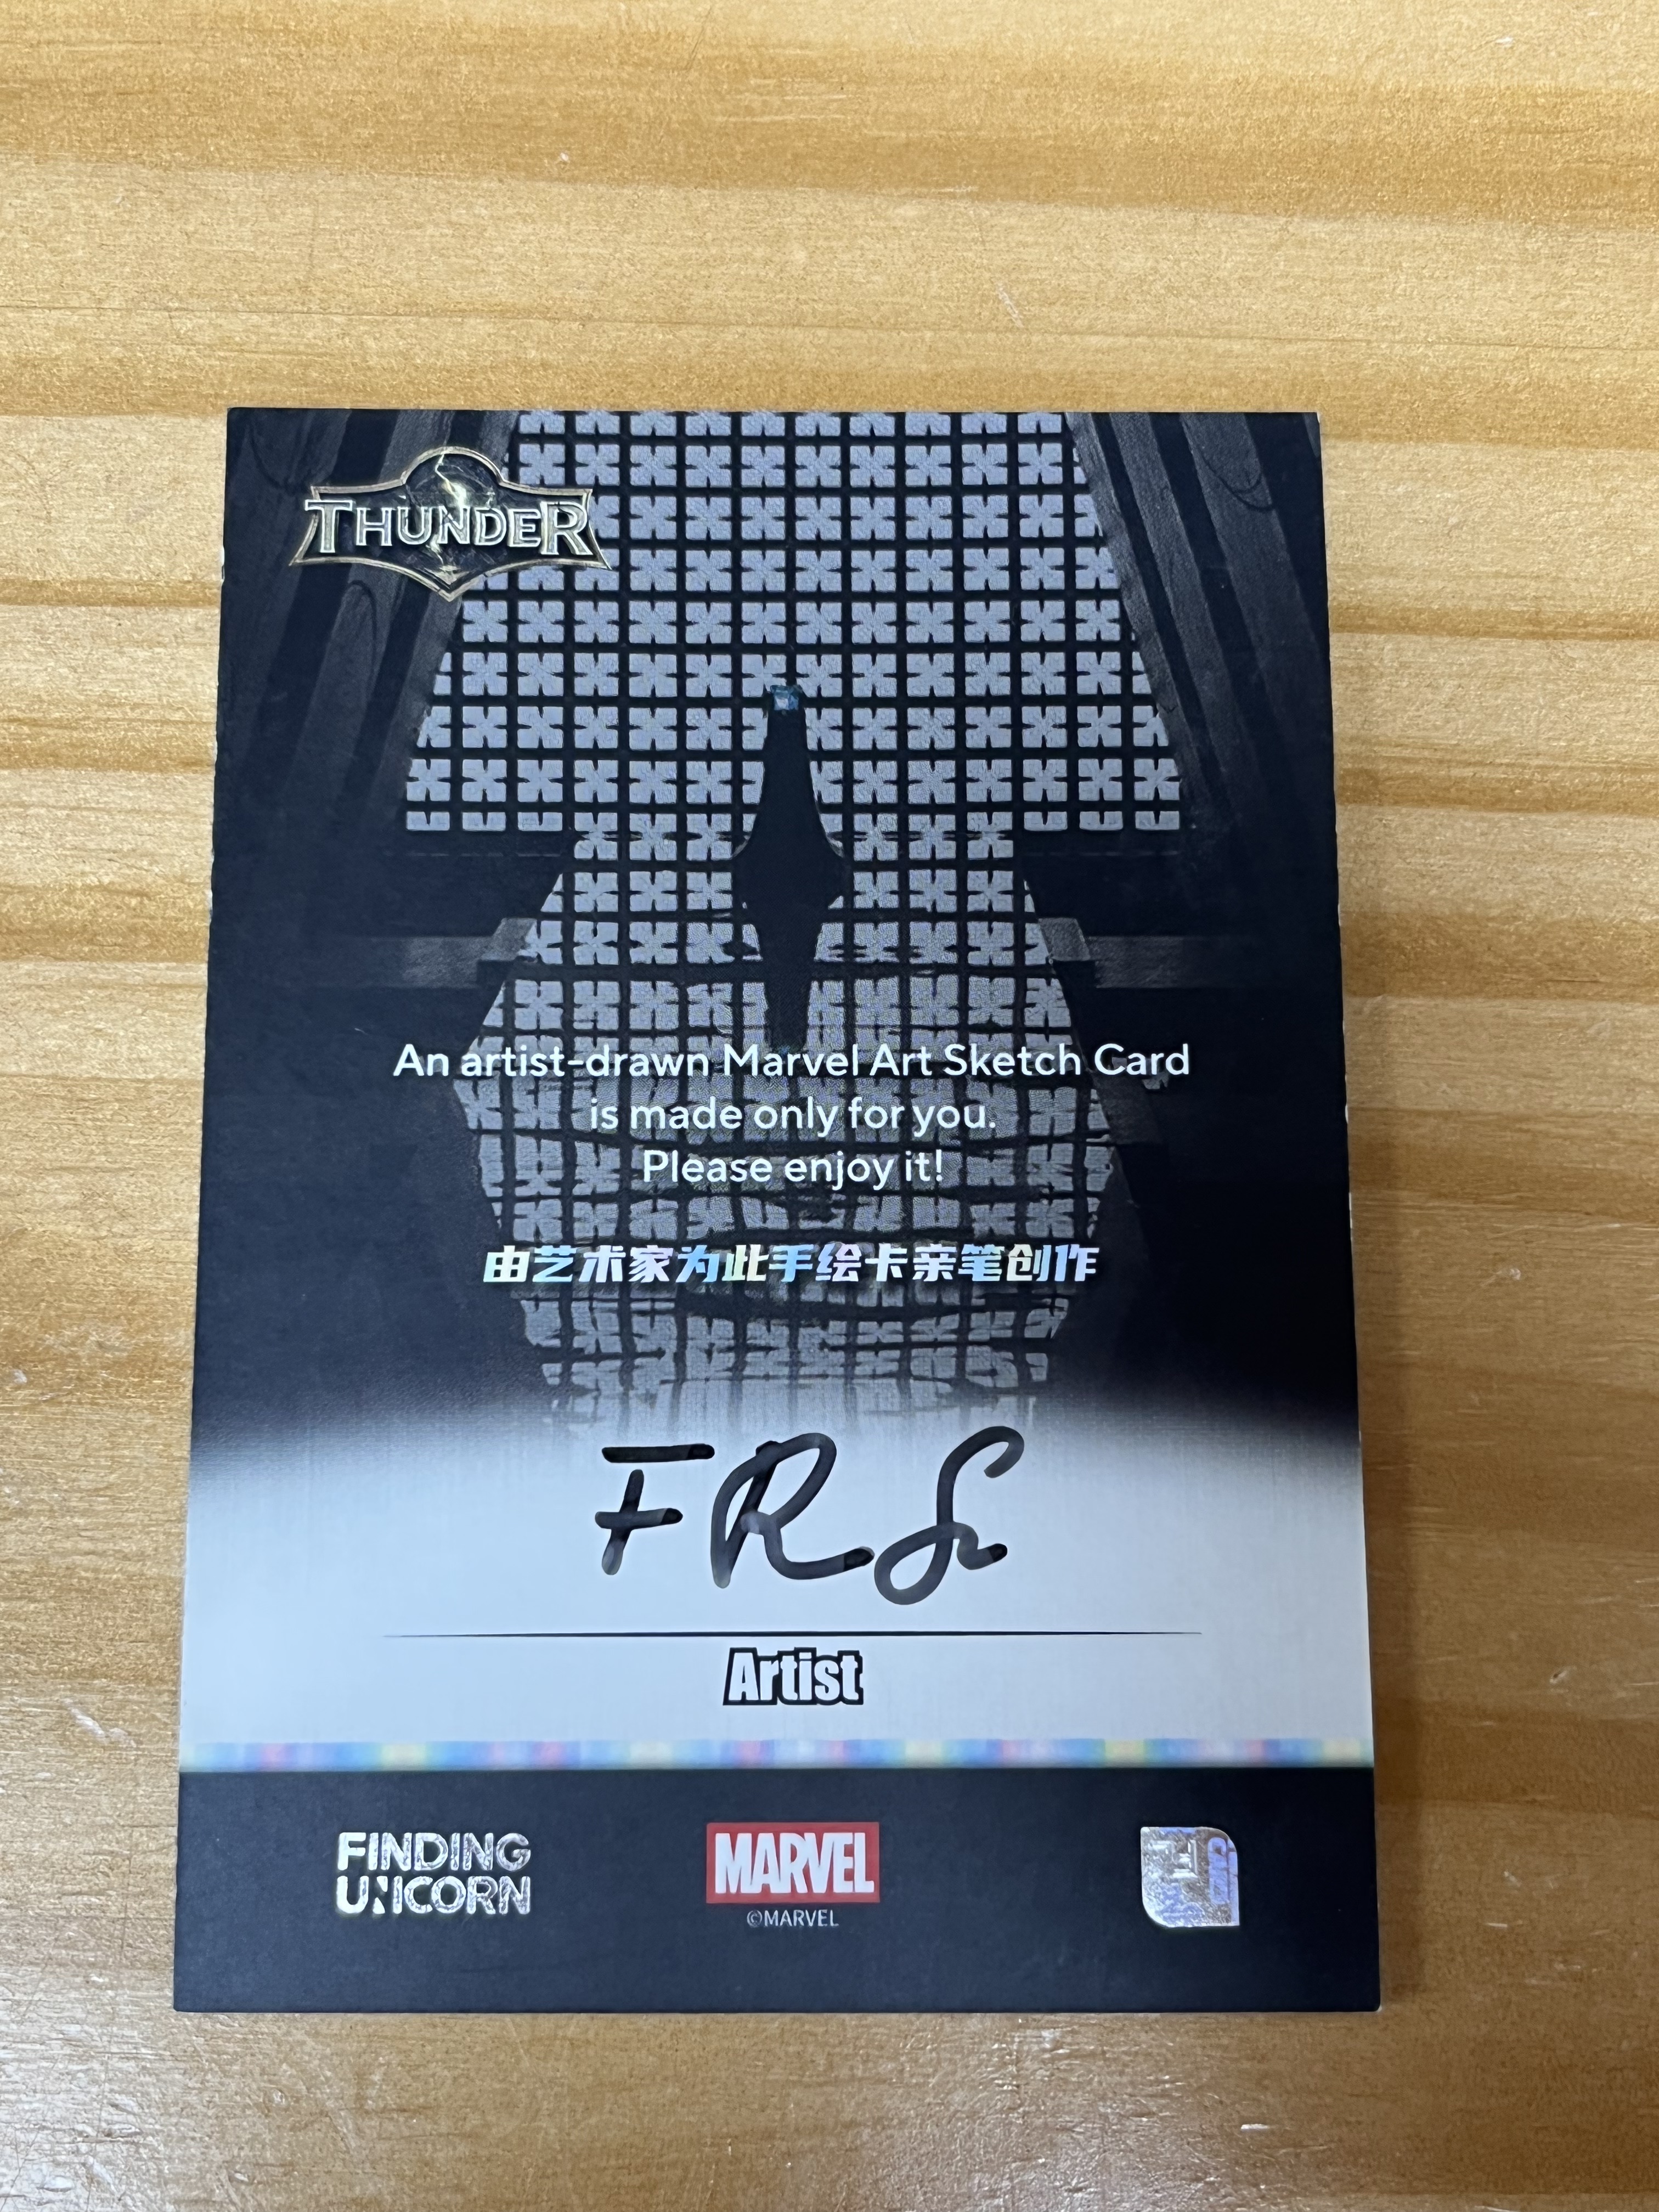 THUNDER
An artist-drawn Marvel Art Sketch Card
is made only for you.
Please enjoy it!
由艺术家为此手绘卡亲笔创作
FRS
Artist
FINDING
UNICORN
MARVEL
©MARVEL